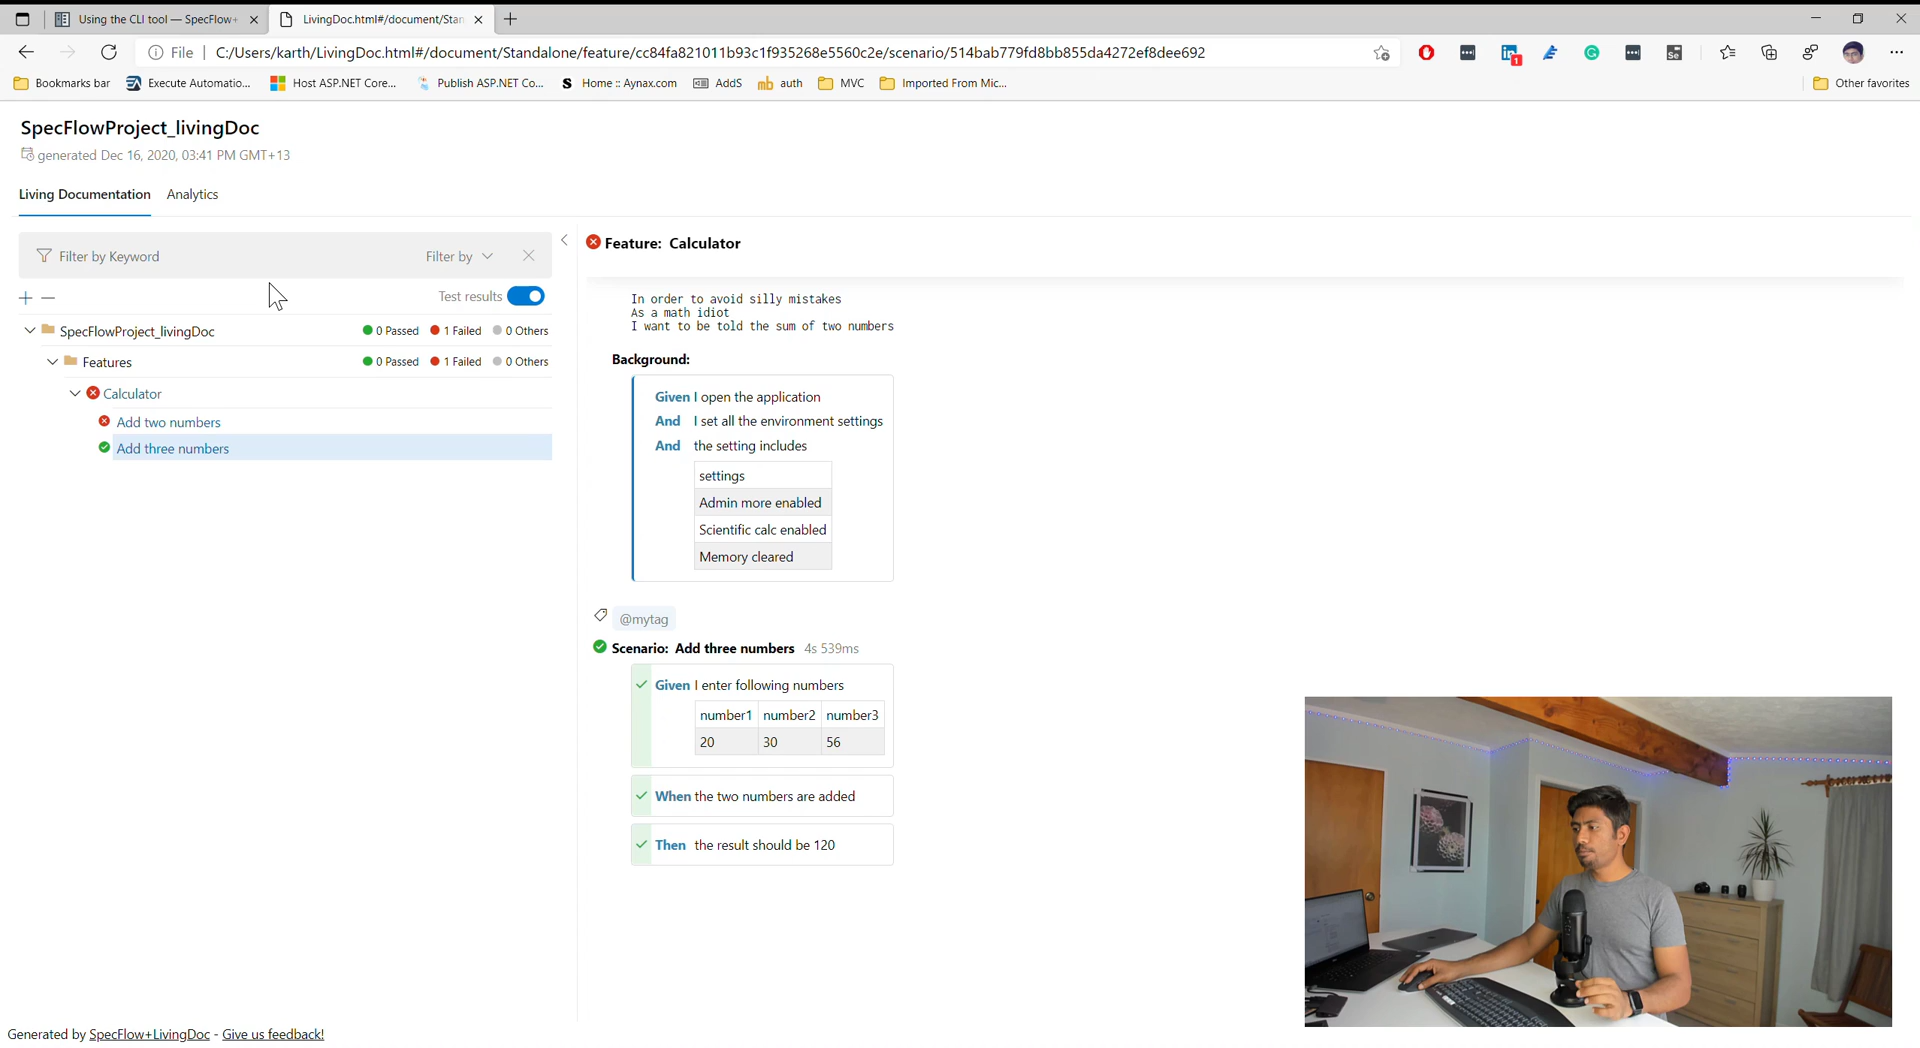 Using the CLI tool — SpecFlow+
LivingDoc.html#/document/Stan
File
C:/Users/karth/LivingDoc.html#/document/Standalone/feature/cc84fa821011b93c1f935268e5560c2e/scenario/514bab779fd8bb855da4272ef8dee692
1
Bookmarks bar
Execute Automatio...
Host ASP.NET Core...
Publish ASP.NET Co...
Home :: Aynax.com
AddS
auth
MVC
Imported From Mic...
Other favorites
SpecFlowProject_livingDoc
generated Dec 16, 2020, 03:41 PM GMT+13
Living Documentation
Analytics
Filter by Keyword
Filter by
Test results
SpecFlowProject_livingDoc
0 Passed
1 Failed
0 Others
Features
0 Passed
1 Failed
0 Others
Calculator
Add two numbers
Add three numbers
Feature: Calculator
In order to avoid silly mistakes
As a math idiot
I want to be told the sum of two numbers
Background:
Given I open the application
And I set all the environment settings
And the setting includes
settings
Admin more enabled
Scientific calc enabled
Memory cleared
@mytag
Scenario: Add three numbers 4s 539ms
Given I enter following numbers
number1 number2 number3
20 30 56
When the two numbers are added
Then the result should be 120
Generated by SpecFlow+LivingDoc - Give us feedback!